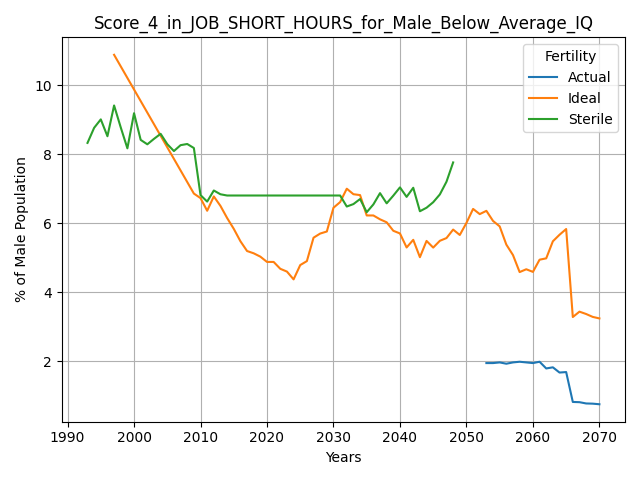 Score_4_in_JOB_SHORT_HOURS_for_Male_Below_Average_IQ
Fertility
Actual
Ideal
Sterile
% of Male Population
10
8
6
4
2
1990 2000 2010 2020 2030 2040 2050 2060 2070
Years